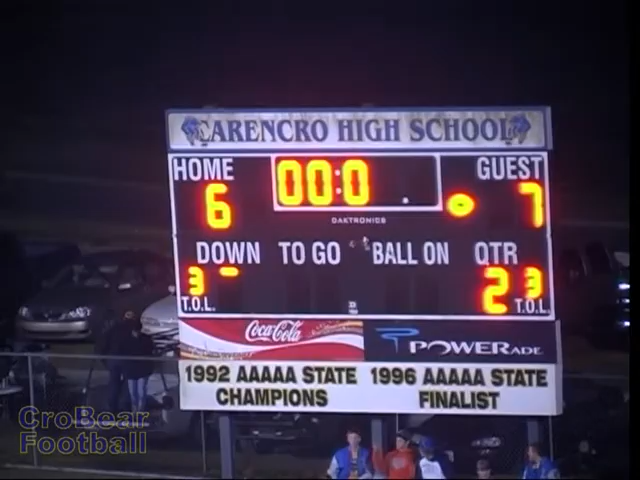 CARENCRO HIGH SCHOOL
HOME GUEST
6 00:0 7
DAKTRONICS
DOWN TO GO BALL ON QTR
3 - 2 3
T.O.L. T.O.L.
Coca-Cola POWERADE
1992 AAAAA STATE CHAMPIONS
1996 AAAAA STATE FINALIST
CroBear
Football